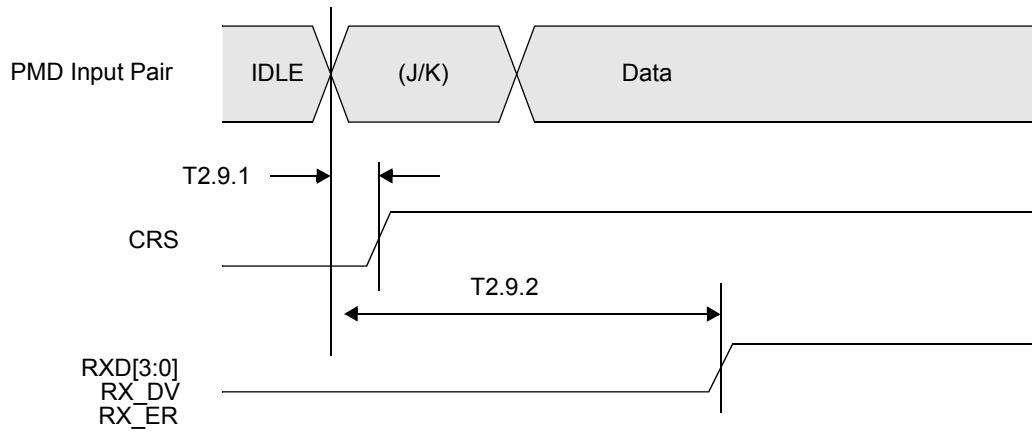 PMD Input Pair
IDLE
(J/K)
Data
T2.9.1
CRS
T2.9.2
RXD[3:0]
RX_DV
RX_ER